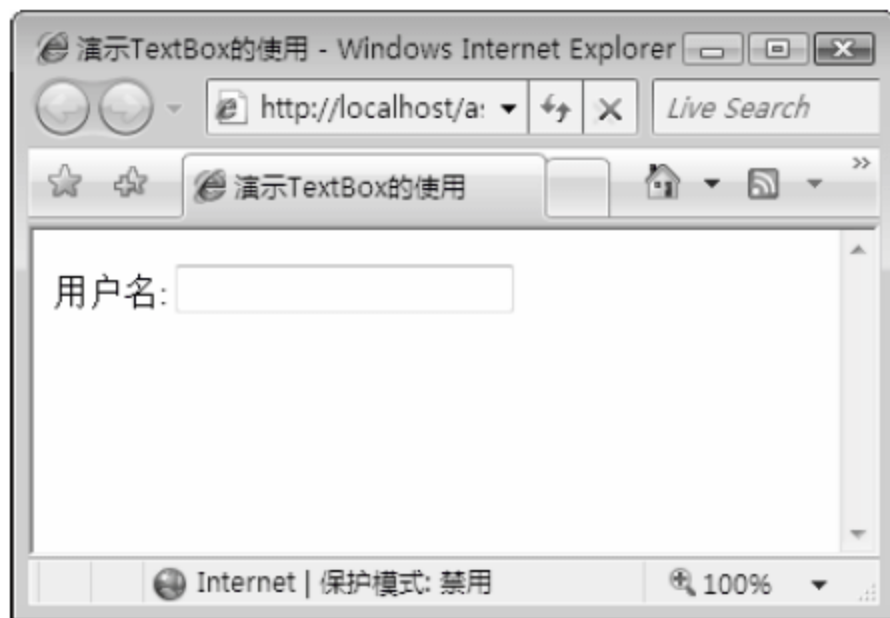 演示TextBox的使用 - Windows Internet Explorer
http://localhost/a
Live Search
演示TextBox的使用
用户名:
Internet | 保护模式: 禁用
100%